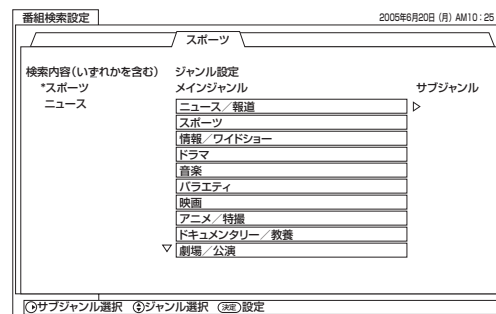 番組検索設定 2005年6月20日(月) AM10:25
スポーツ
検索内容(いずれかを含む) ジャンル設定
*スポーツ メインジャンル サブジャンル
ニュース ニュース/報道 ▷
スポーツ
情報/ワイドショー
ドラマ
音楽
バラエティ
映画
アニメ/特撮
ドキュメンタリー/教養
▽ 劇場/公演
サブジャンル選択 ジャンル選択 決定 設定